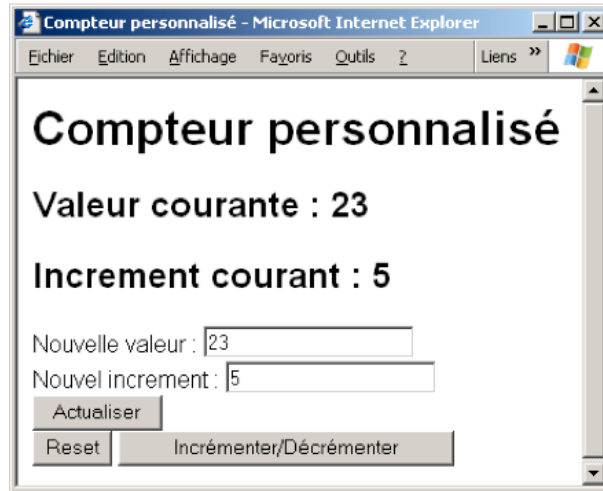 Compteur personnalisé - Microsoft Internet Explorer
Fichier Edition Affichage Favoris Outils ? Liens »
Compteur personnalisé
Valeur courante : 23
Increment courant : 5
Nouvelle valeur : 23
Nouvel increment : 5
Actualiser
Reset Incrémenter/Décrémenter